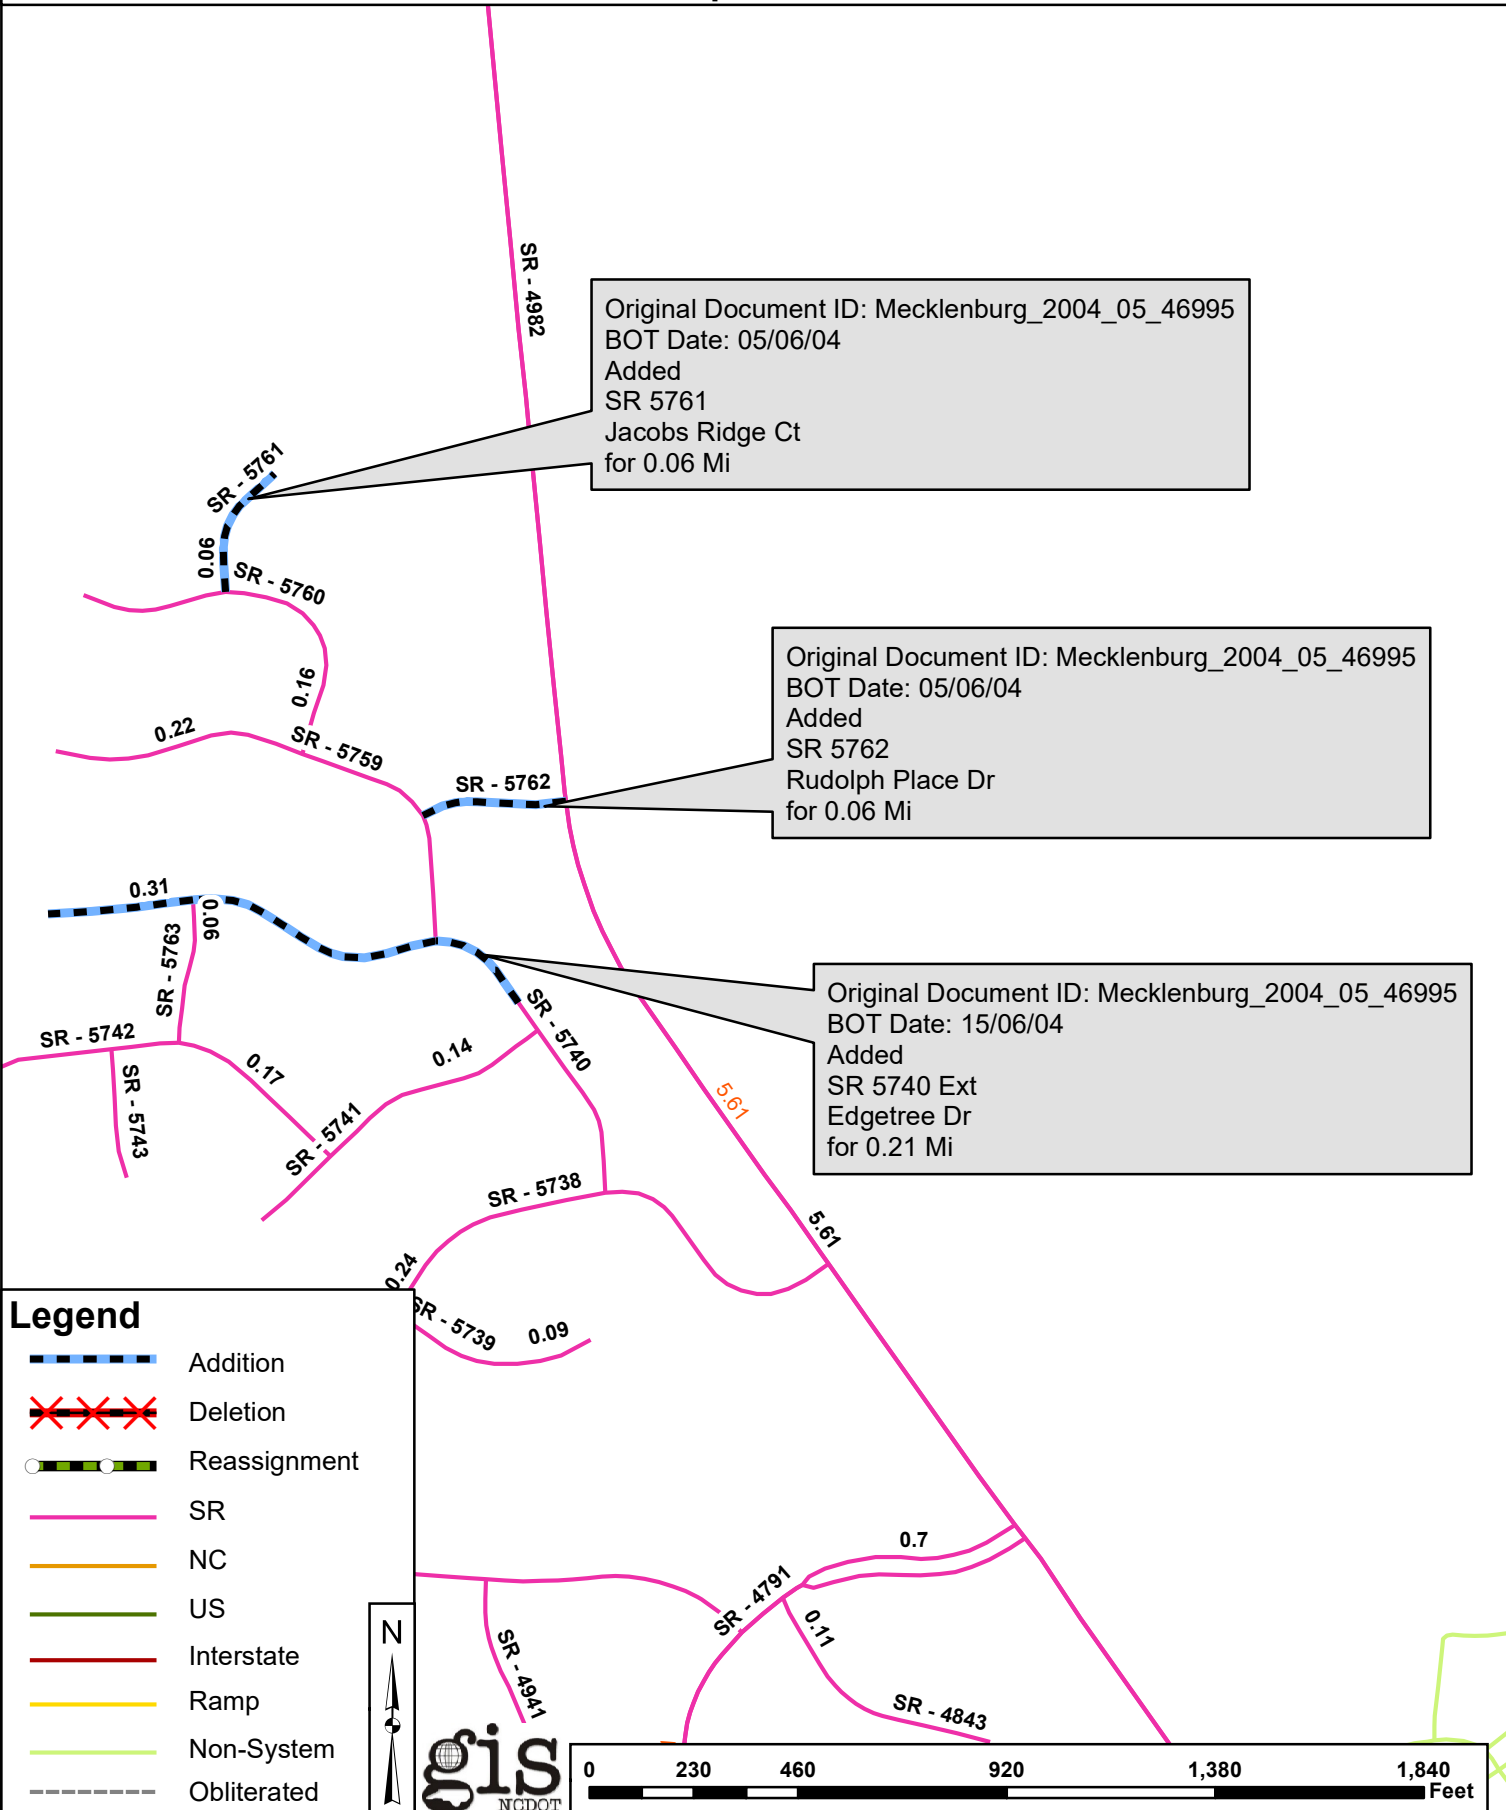 SR - 4982
Original Document ID: Mecklenburg_2004_05_46995
BOT Date: 05/06/04
Added
SR 5761
Jacobs Ridge Ct
for 0.06 Mi
SR - 5761
0.06
SR - 5760
0.16
0.22
SR - 5759
SR - 5762
Original Document ID: Mecklenburg_2004_05_46995
BOT Date: 05/06/04
Added
SR 5762
Rudolph Place Dr
for 0.06 Mi
0.31
0.06
SR - 5763
Original Document ID: Mecklenburg_2004_05_46995
BOT Date: 15/06/04
Added
SR 5740 Ext
Edgetree Dr
for 0.21 Mi
SR - 5740
SR - 5742
0.14
0.17
SR - 5743
SR - 5741
5.61
5.61
SR - 5738
0.24
SR - 5739
0.09
Legend
Addition
Deletion
Reassignment
SR
NC
US
Interstate
Ramp
Non-System
Obliterated
N
0.7
SR - 4791
0.11
SR - 4941
SR - 4843
gis
NCDOT
0 230 460 920 1,380 1,840
Feet